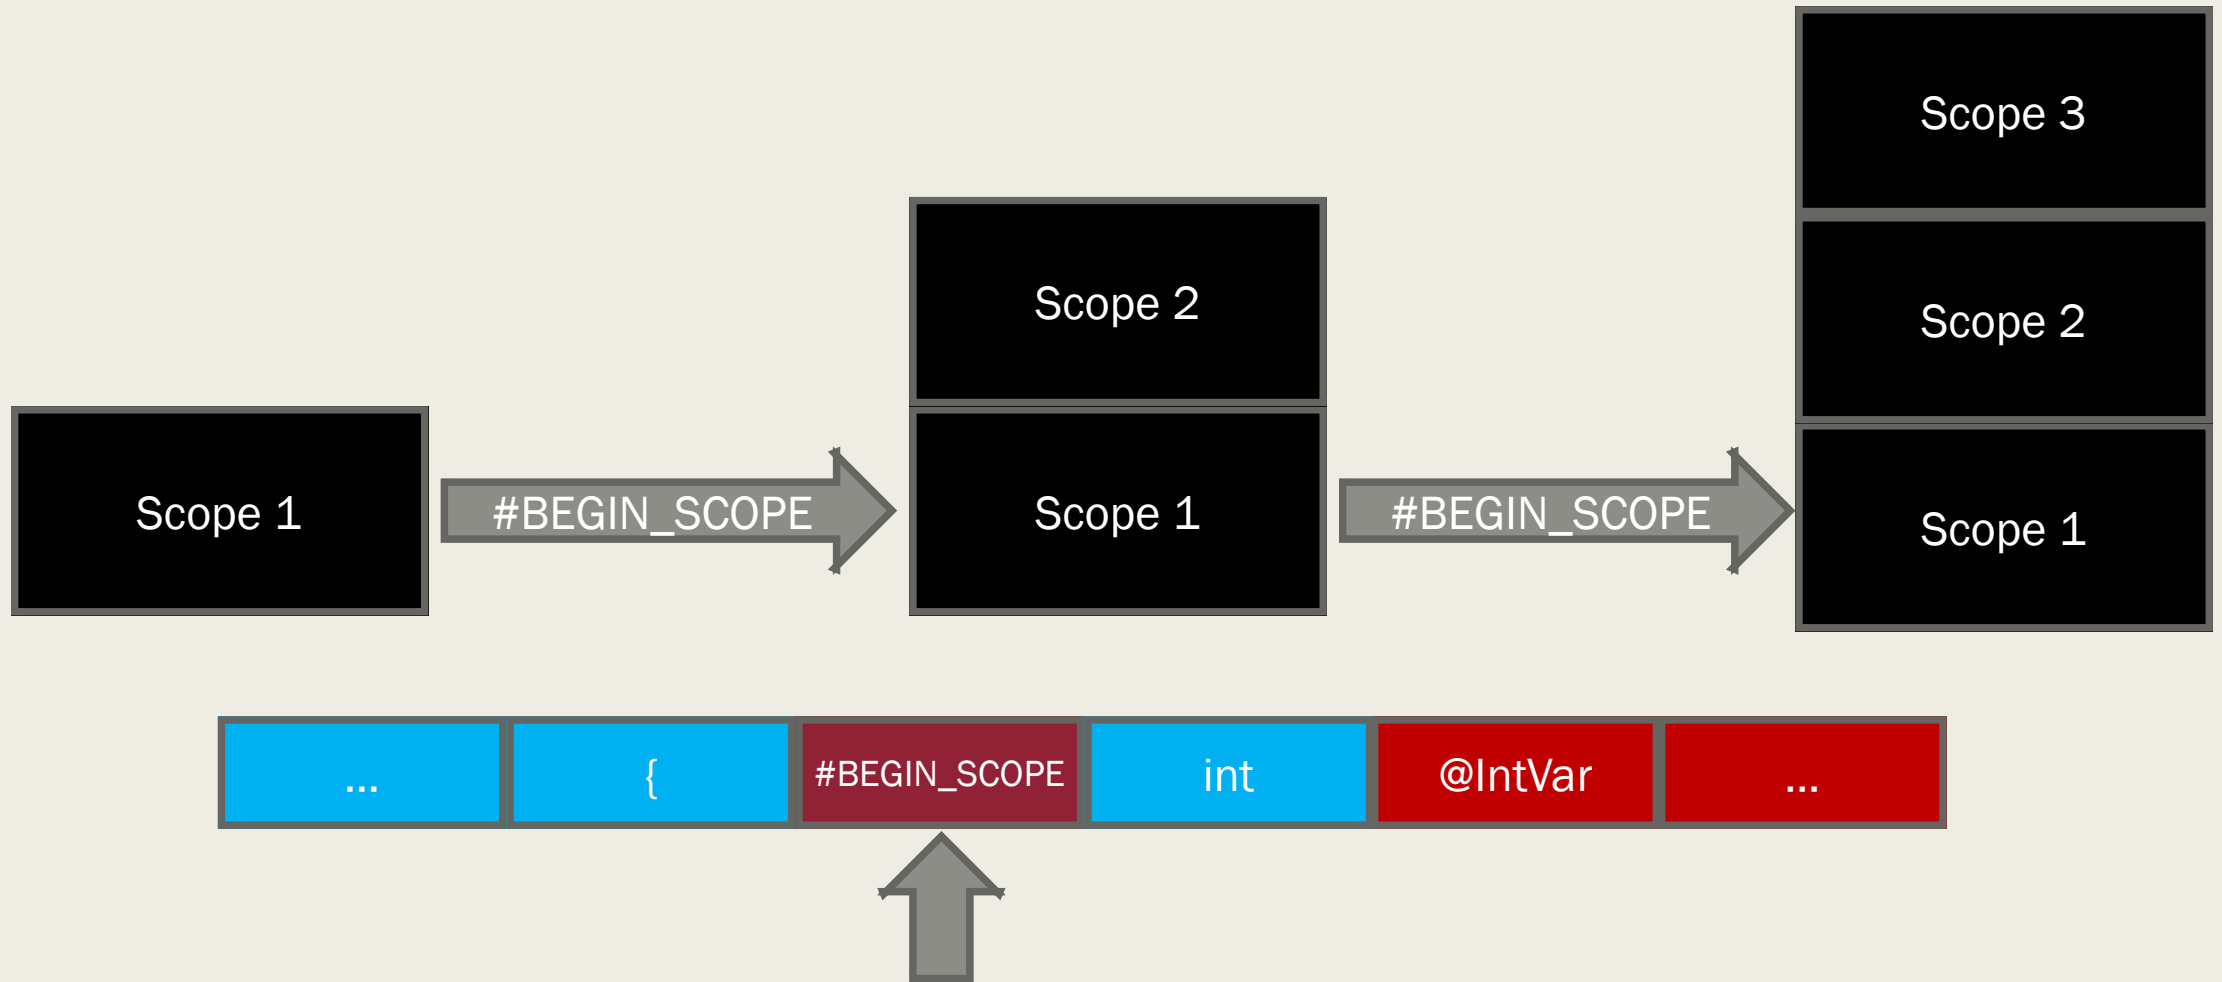 Scope 3
Scope 2
Scope 2
Scope 1
#BEGIN_SCOPE
Scope 1
#BEGIN_SCOPE
Scope 1
... { #BEGIN_SCOPE int @IntVar ...